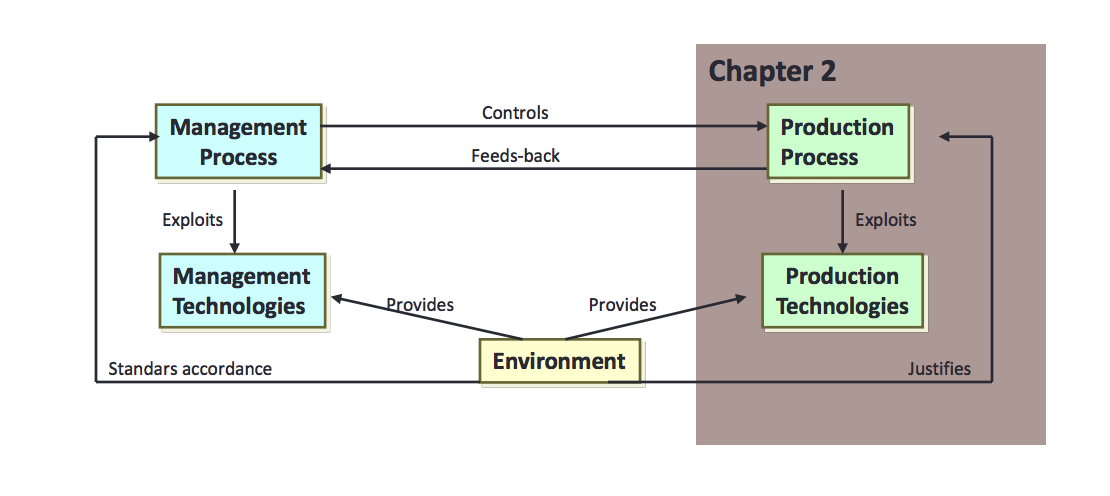 Chapter 2
Management
Process
Controls
Production
Process
Feeds-back
Exploits
Exploits
Management
Technologies
Production
Technologies
Provides
Provides
Environment
Standars accordance
Justifies